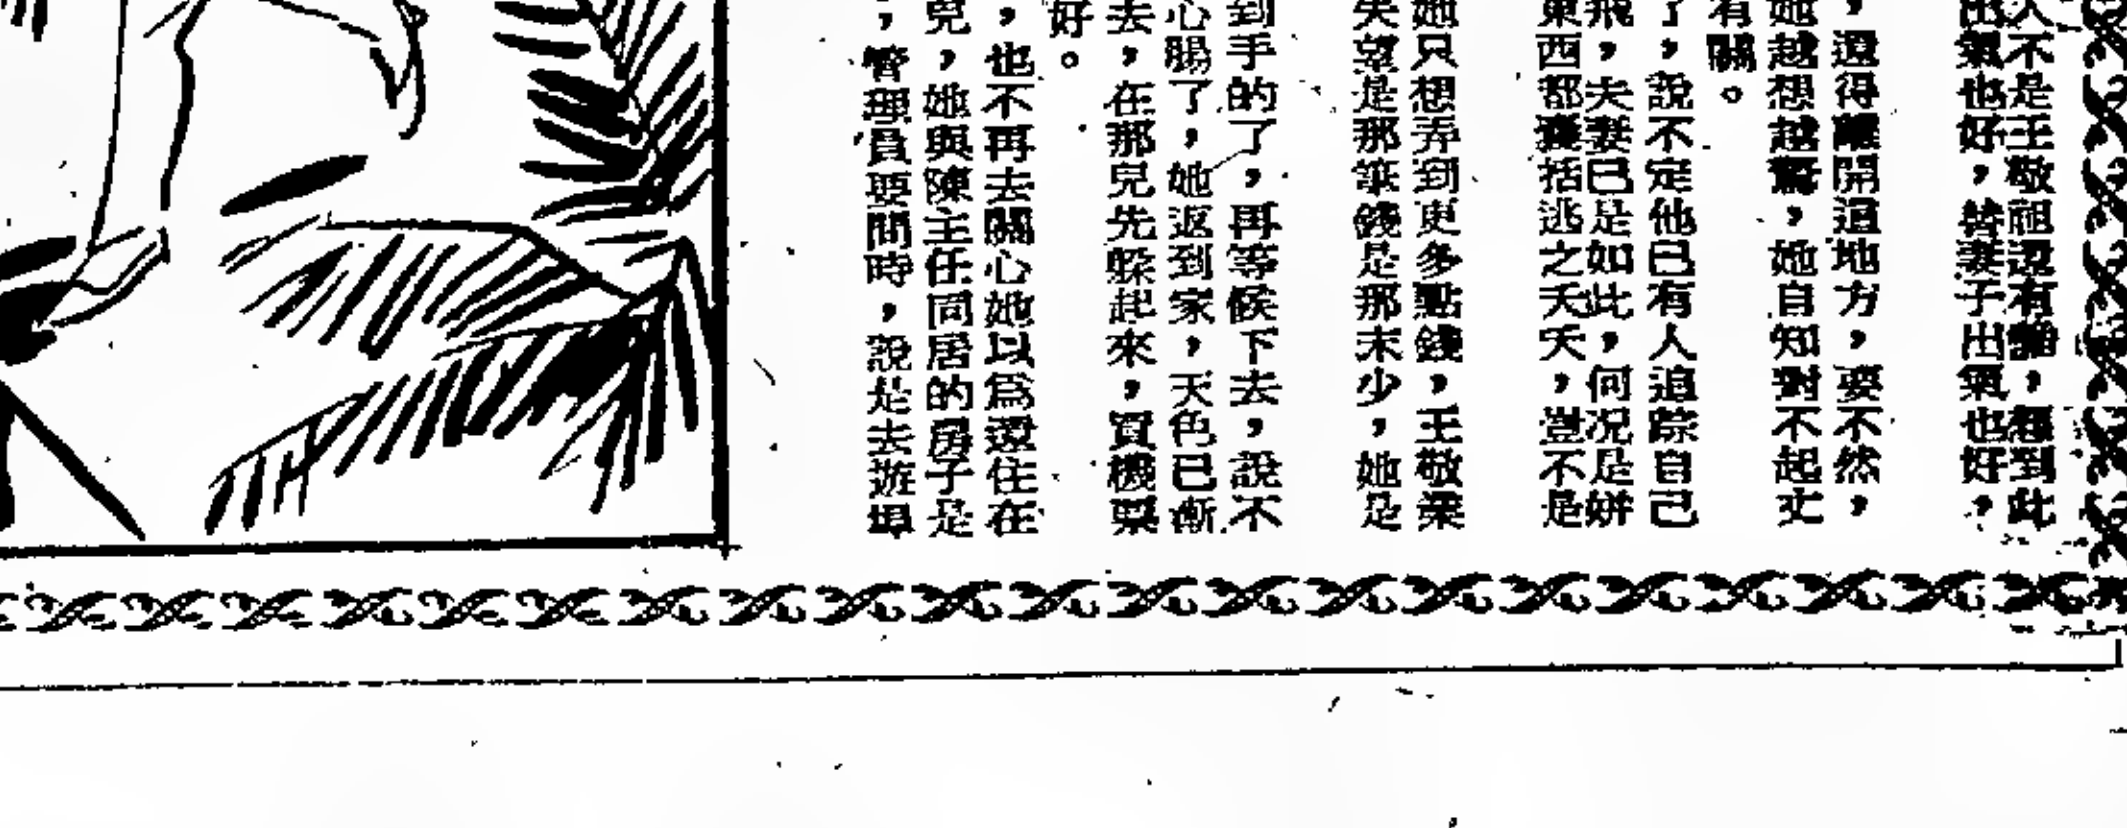 人不是王敬祖還有誰，想到此
出氣也好，替妻子出氣也好，
，還得離開這地方，要不然，
她越想越驚，她自知對不起丈
有關。
了，說不定他已有人追踪自己
飛，夫妻已是如此，何況是姘
東西都囊括逃之夭夭，豈不是
她只想弄到更多點錢，王敬棠
失望是那筆錢是那末少，她是
到手的了，再等候下去，說不
心腸了，她返到家，天色已漸
去，在那兒先躲起來，買機票
好。
，也不再去關心她以爲還住在
兒，她與陳主任同居的房子是
，管理員要問時，說是去遊埠